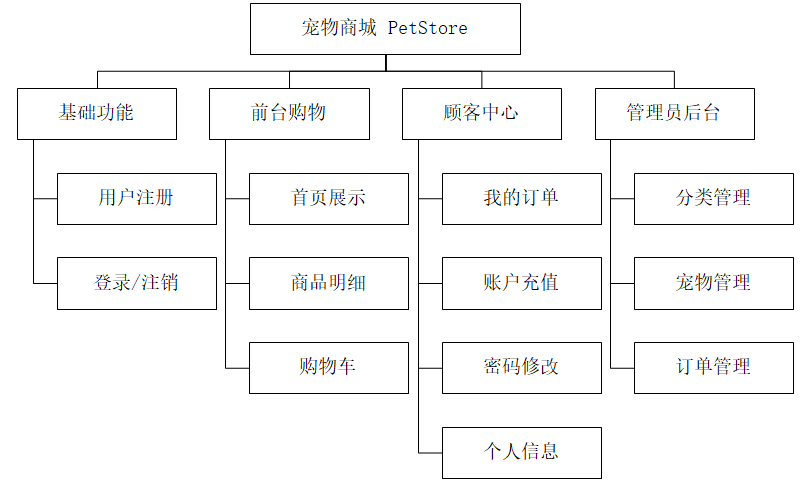 宠物商城 PetStore
基础功能
前台购物
顾客中心
管理员后台
用户注册
首页展示
我的订单
分类管理
登录/注销
商品明细
账户充值
宠物管理
购物车
密码修改
订单管理
个人信息